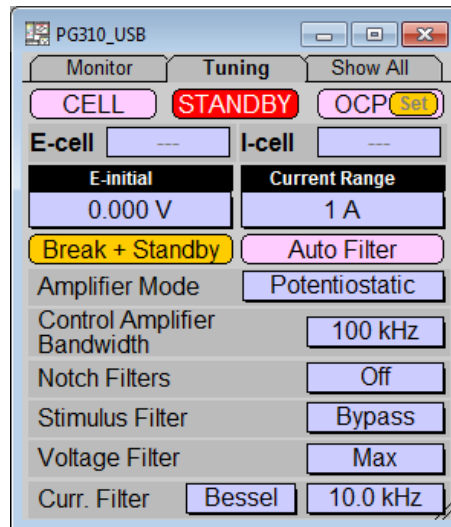 PG310_USB
Monitor Tuning Show All
CELL STANDBY OCP Set
E-cell --- I-cell ---
E-initial Current Range
0.000 V 1 A
Break + Standby Auto Filter
Amplifier Mode Potentiostatic
Control Amplifier
Bandwidth 100 kHz
Notch Filters Off
Stimulus Filter Bypass
Voltage Filter Max
Curr. Filter Bessel 10.0 kHz